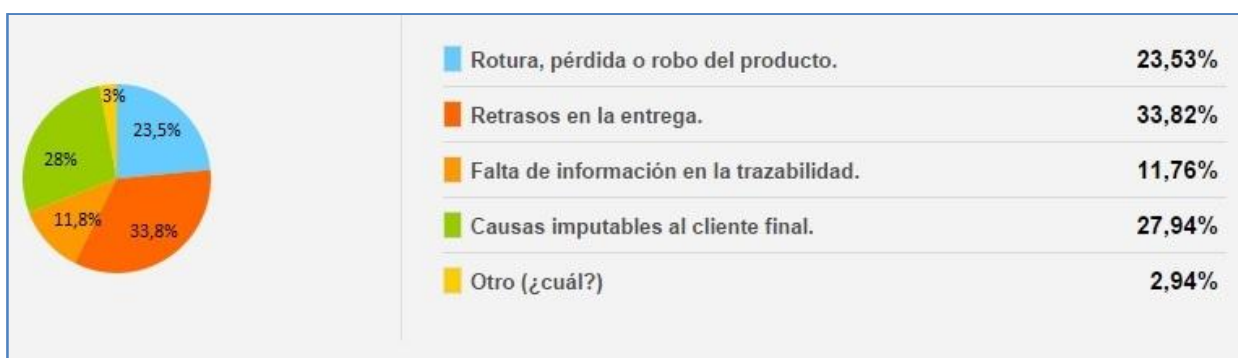 3%
23,5%
28%
11,8%
33,8%
Rotura, pérdida o robo del producto. 23,53%
Retrasos en la entrega. 33,82%
Falta de información en la trazabilidad. 11,76%
Causas imputables al cliente final. 27,94%
Otro (¿cuál?) 2,94%